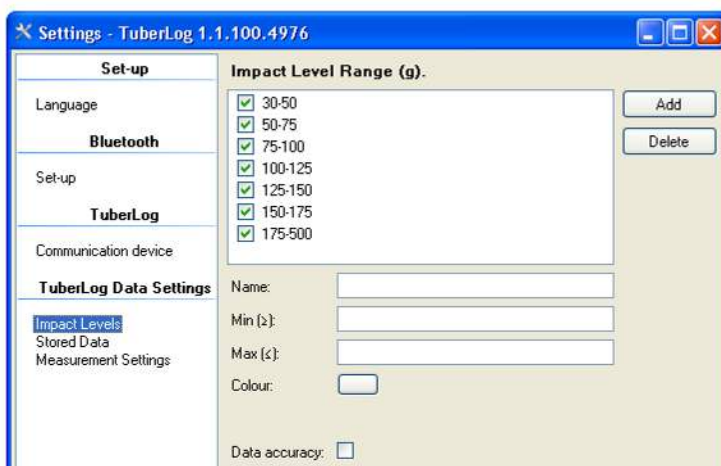 Settings - TuberLog 1.1.100.4976
Set-up
Language
Bluetooth
Set-up
TuberLog
Communication device
TuberLog Data Settings
Impact Levels
Stored Data
Measurement Settings
Impact Level Range (g).
30-50
50-75
75-100
100-125
125-150
150-175
175-500
Add
Delete
Name:
Min (≥):
Max (≤):
Colour:
Data accuracy: